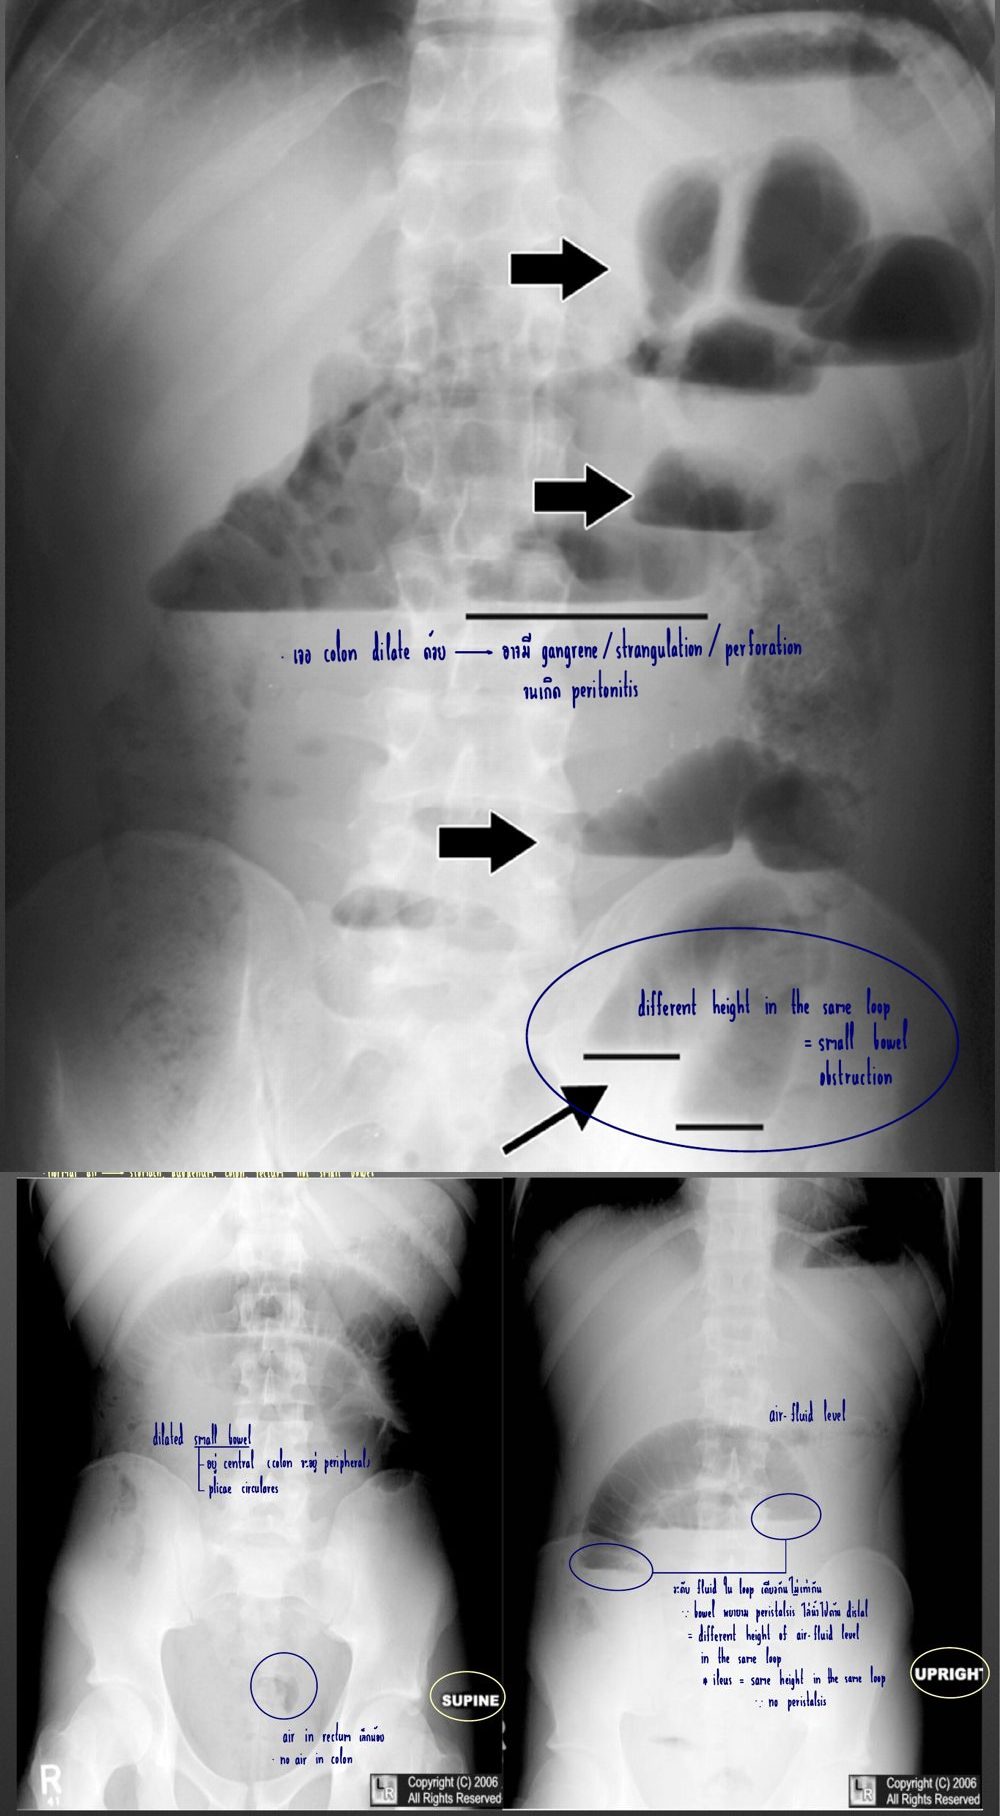 · เจอ colon dilate ด้วย → อาจมี gangrene / strangulation / perforation
จนเกิด peritonitis
different height in the same loop
= small bowel
obstruction
dilated small bowel
อยู่ central (colon จะอยู่ peripheral)
plicae circulares
air in rectum เล็กน้อย
· no air in colon
SUPINE
R
41
Copyright (C) 2006
All Rights Reserved
air-fluid level
ระดับ fluid ใน loop เดียวกันไม่เท่ากัน
∵ bowel พยายาม peristalsis ไล่น้ำไปด้าน distal
= different height of air-fluid level
in the same loop
* ileus = same height in the same loop
∵ no peristalsis
UPRIGHT
LR
Copyright (C) 2006
All Rights Reserved